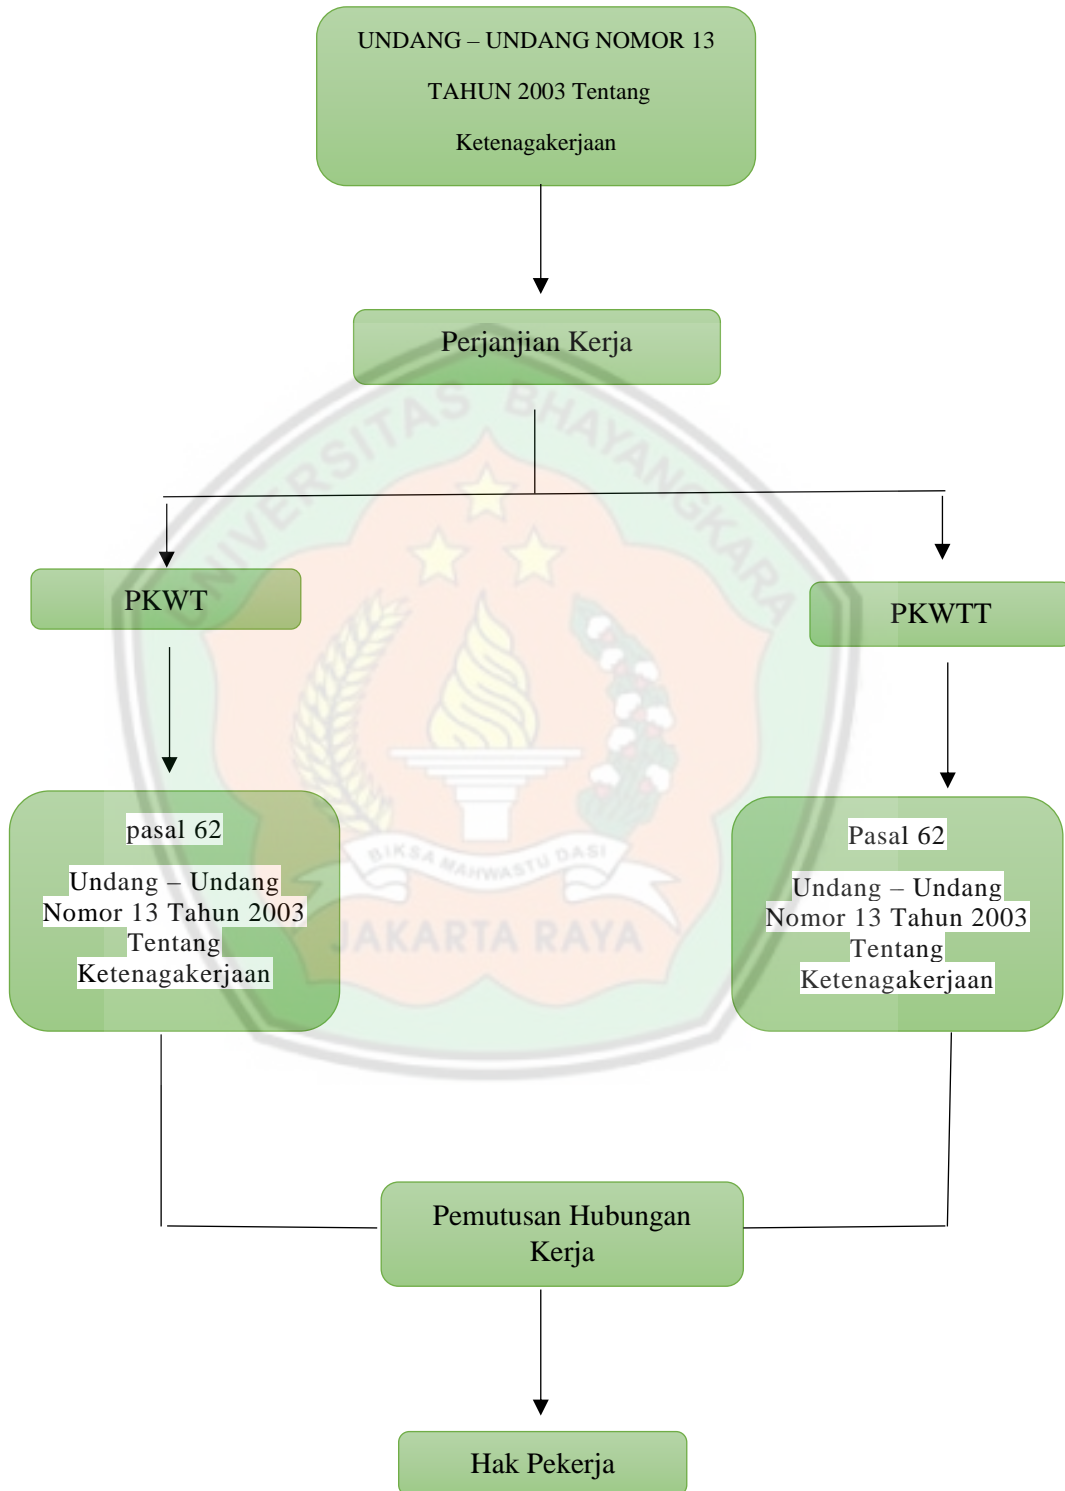 UNDANG – UNDANG NOMOR 13
TAHUN 2003 Tentang
Ketenagakerjaan
Perjanjian Kerja
UNIVERSITAS BHAYANGKARA
PKWT
PKWTT
pasal 62
Undang – Undang
Nomor 13 Tahun 2003
Tentang
Ketenagakerjaan
Pasal 62
Undang – Undang
Nomor 13 Tahun 2003
Tentang
Ketenagakerjaan
BIKSA MAHWASTU DASI
JAKARTA RAYA
Pemutusan Hubungan
Kerja
Hak Pekerja